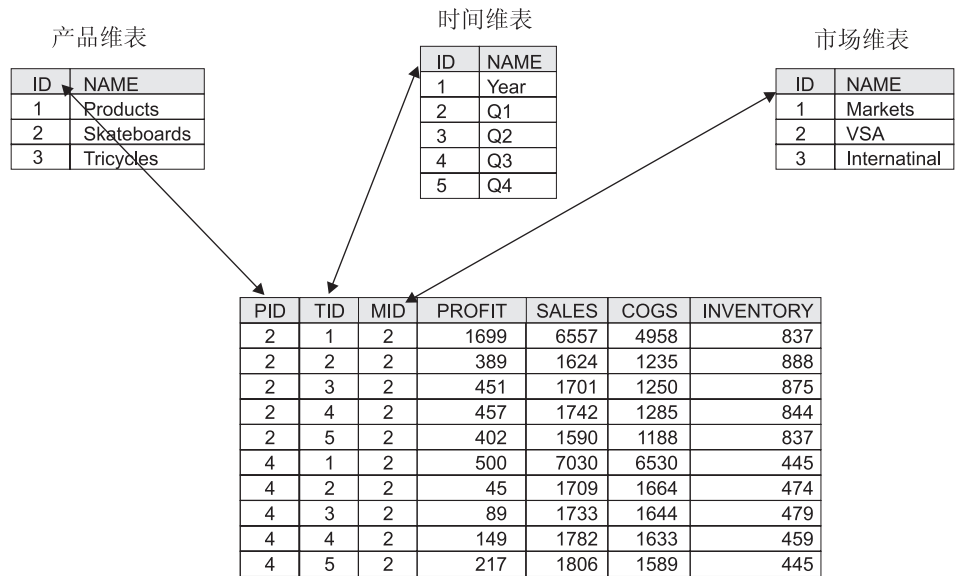 产品维表
ID NAME
1 Products
2 Skateboards
3 Tricycles
时间维表
ID NAME
1 Year
2 Q1
3 Q2
4 Q3
5 Q4
市场维表
ID NAME
1 Markets
2 VSA
3 Internatinal
PID TID MID PROFIT SALES COGS INVENTORY
2 1 2 1699 6557 4958 837
2 2 2 389 1624 1235 888
2 3 2 451 1701 1250 875
2 4 2 457 1742 1285 844
2 5 2 402 1590 1188 837
4 1 2 500 7030 6530 445
4 2 2 45 1709 1664 474
4 3 2 89 1733 1644 479
4 4 2 149 1782 1633 459
4 5 2 217 1806 1589 445